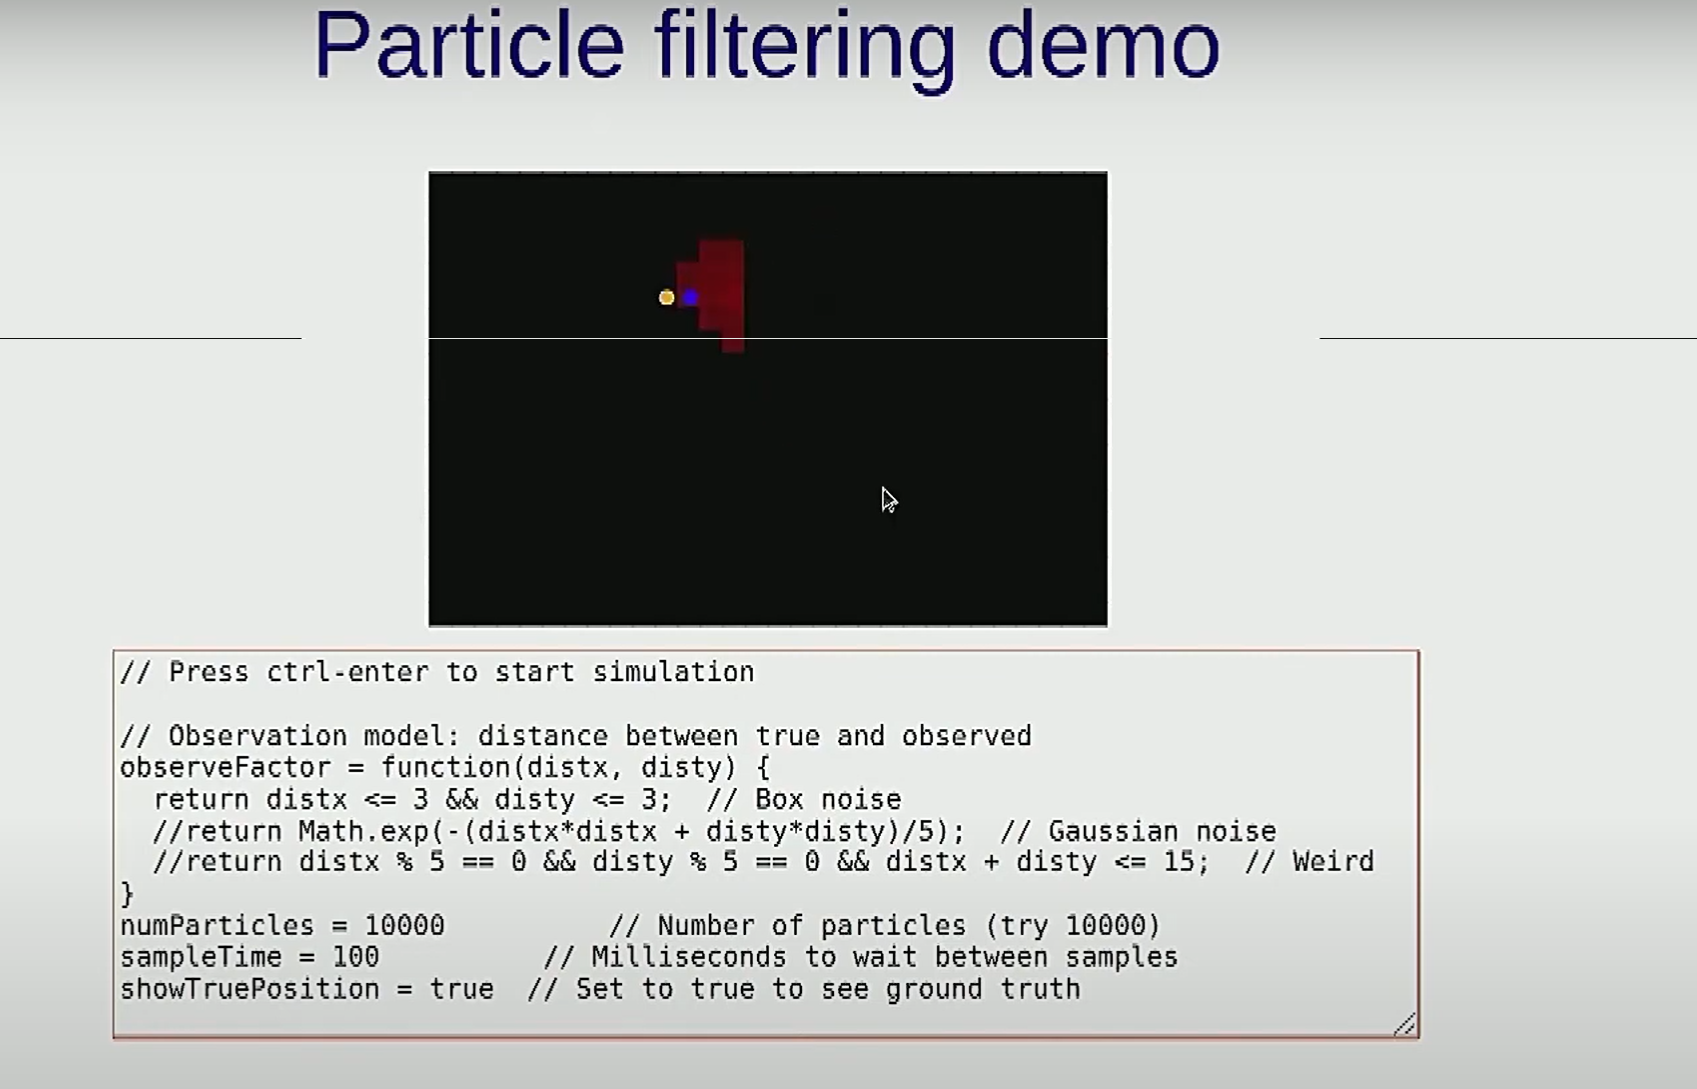 Particle filtering demo
// Press ctrl-enter to start simulation
// Observation model: distance between true and observed
observeFactor = function(distx, disty) {
  return distx <= 3 && disty <= 3;  // Box noise
  //return Math.exp(-(distx*distx + disty*disty)/5);  // Gaussian noise
  //return distx % 5 == 0 && disty % 5 == 0 && distx + disty <= 15;  // Weird
}
numParticles = 10000          // Number of particles (try 10000)
sampleTime = 100          // Milliseconds to wait between samples
showTruePosition = true  // Set to true to see ground truth